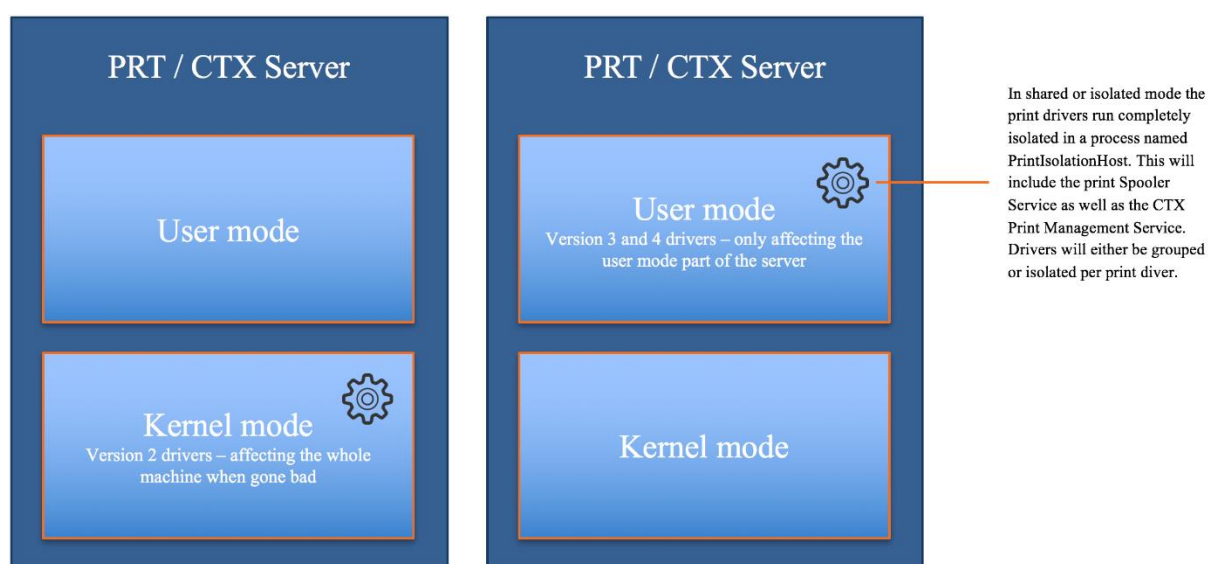 PRT / CTX Server
User mode
Kernel mode
Version 2 drivers – affecting the whole
machine when gone bad
PRT / CTX Server
User mode
Version 3 and 4 drivers – only affecting the
user mode part of the server
Kernel mode
In shared or isolated mode the
print drivers run completely
isolated in a process named
PrintIsolationHost. This will
include the print Spooler
Service as well as the CTX
Print Management Service.
Drivers will either be grouped
or isolated per print diver.